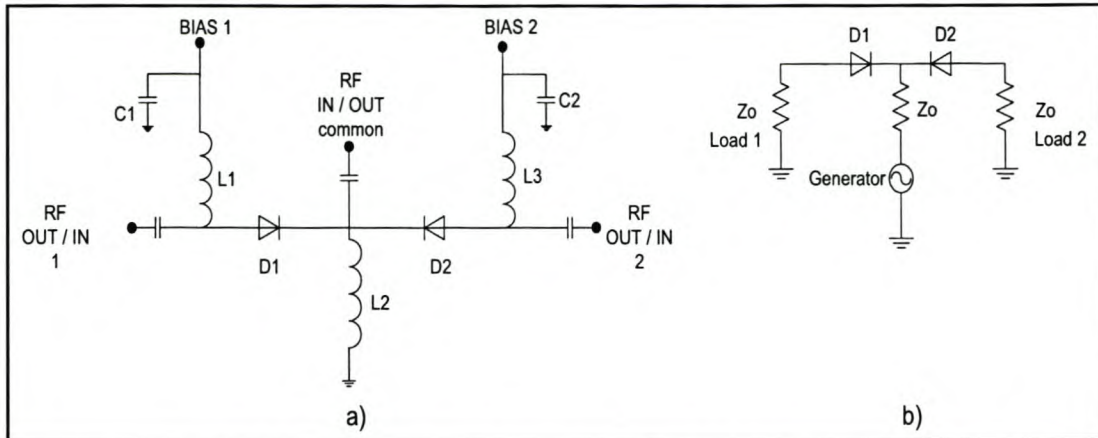 BIAS 1
BIAS 2
RF
IN / OUT
common
C1
C2
L1
L3
RF
OUT / IN
1
D1
D2
L2
RF
OUT / IN
2
a)
D1
D2
Zo
Load 1
Zo
Zo
Load 2
Generator
b)